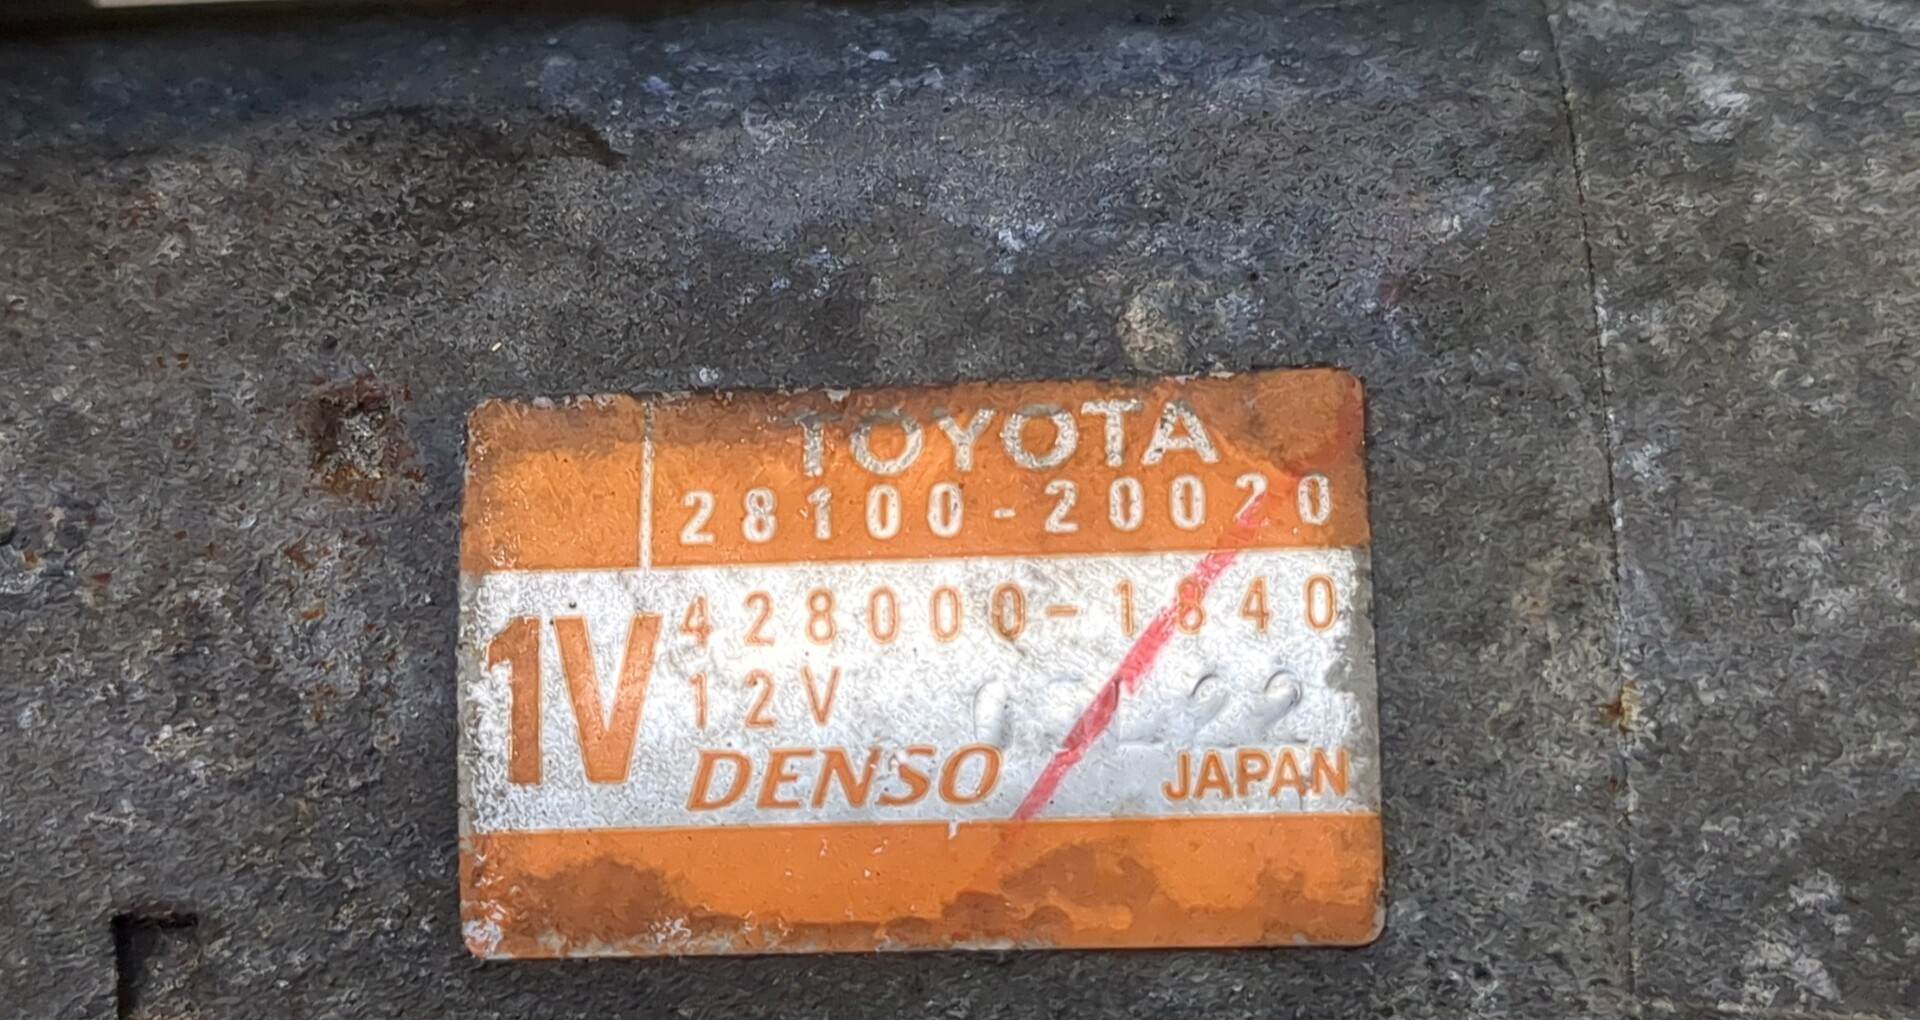 TOYOTA
28100-20020
1V
428000-1840
12V
DENSO JAPAN